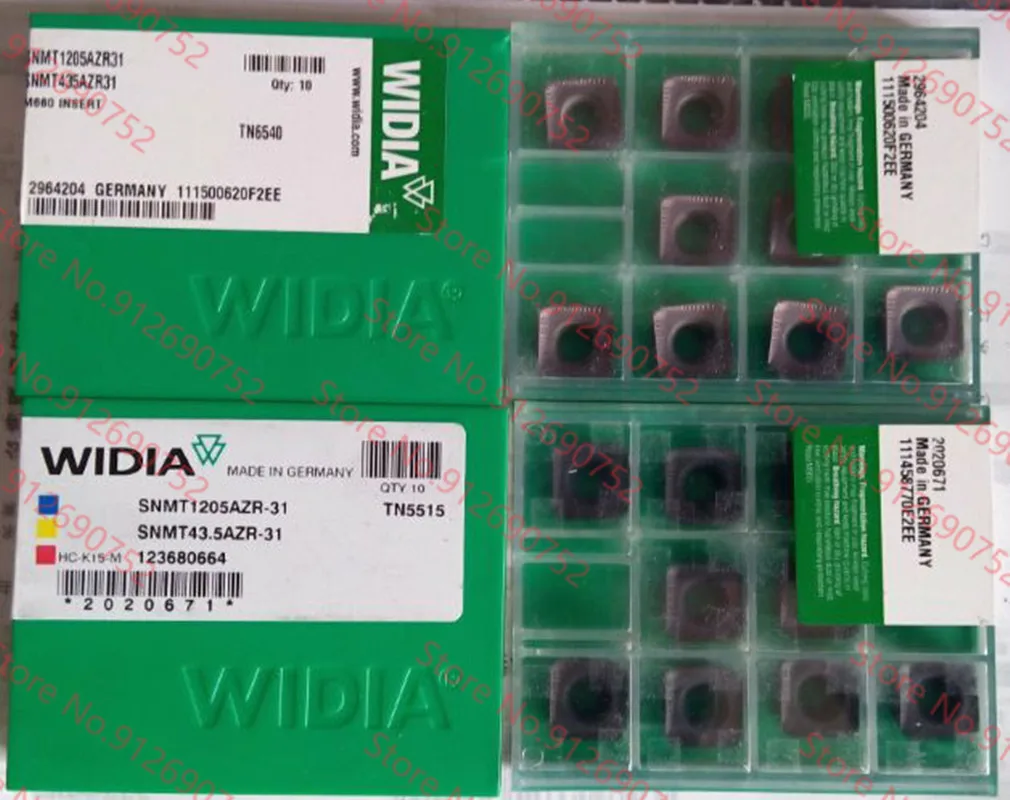 SNMT1205AZR31
SNMT435AZR31
M660 INSERT
Qty: 10
TN6540
www.widia.com
WIDIA
2964204 GERMANY 111500620F2EE
WIDIA
2964204
Made in GERMANY
111500620F2EE
WIDIA
MADE IN GERMANY
QTY 10
SNMT1205AZR-31
TN5515
SNMT43.5AZR-31
HC-K15-M 123680664
*2020671*
WIDIA
2020671
Made in GERMANY
111458770E2EE
Store No.912690752